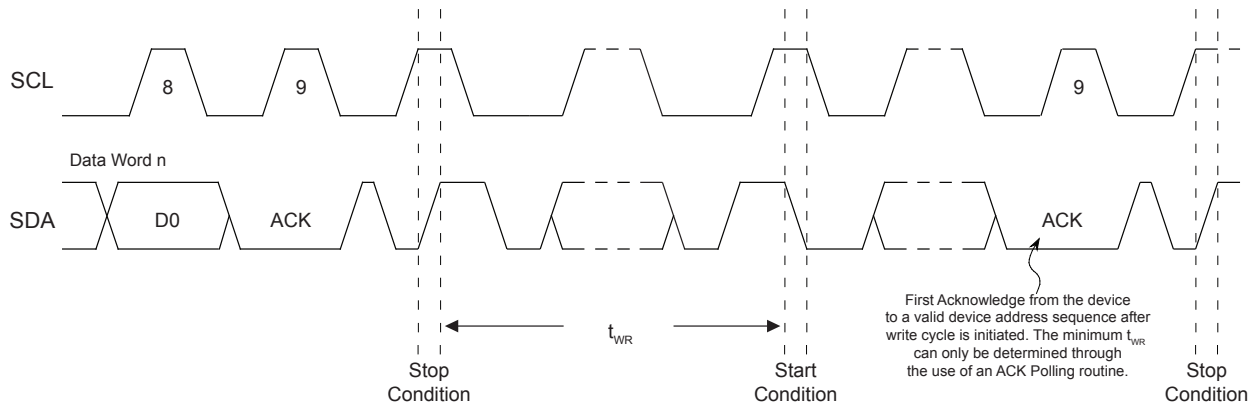 SCL
8
9
9
Data Word n
SDA
D0
ACK
ACK
First Acknowledge from the device
to a valid device address sequence after
write cycle is initiated. The minimum tWR
can only be determined through
the use of an ACK Polling routine.
tWR
Stop
Condition
Start
Condition
Stop
Condition